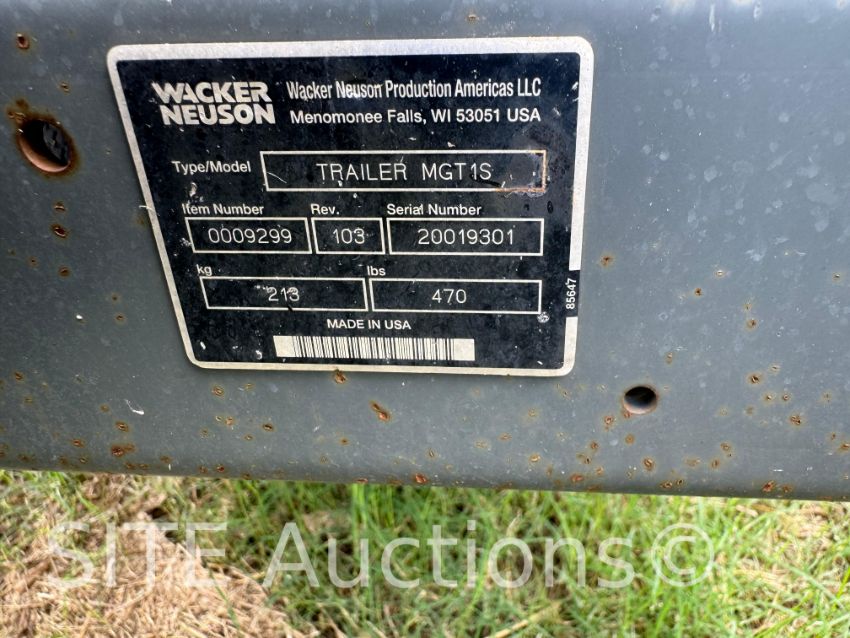 WACKER NEUSON
Wacker Neuson Production Americas LLC
Menomonee Falls, WI 53051 USA
Type/Model TRAILER MGT1S
Item Number Rev. Serial Number
0009299 103 20019301
kg lbs
213 470
85647
MADE IN USA
SITE Auctions.com©